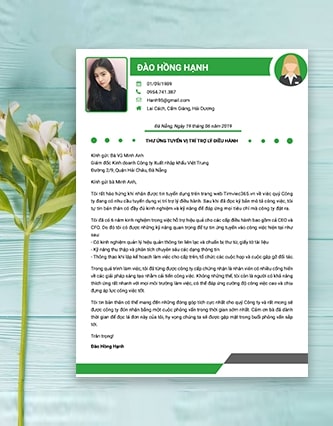 ĐÀO HỒNG HẠNH
01/05/1989
0954.741.387
Hanh95@gmail.com
Lai Cách, Cẩm Giàng, Hải Dương
Đà Nẵng, Ngày 19 tháng 06 năm 2019
THƯ ỨNG TUYỂN VỊ TRÍ TRỢ LÝ ĐIỀU HÀNH
Kính gửi: Bà Vũ Minh Anh
Giám đốc Kinh doanh Công ty Xuất Nhập khẩu Việt Trung
Đường 2/9, Quận Hải Châu, Đà Nẵng
Kính gửi bà Minh Anh,
Tôi rất hào hứng khi nhận được tin tuyển dụng trên trang web Timviec365.vn về việc quý Công
ty đang có nhu cầu tuyển dụng vị trí trợ lý điều hành. Sau khi đã đọc kỹ bản mô tả công việc, tôi
tự tin bản thân có đầy đủ kinh nghiệm và kỹ năng để đáp ứng mọi tiêu chí mà công ty đặt ra.
Tôi đã có 6 năm kinh nghiệm trong việc hỗ trợ hiệu quả cho các cấp điều hành bao gồm cả CEO và
CFO. Do đó tôi có được những kỹ năng quan trọng để tự tin ứng tuyển vào công việc hiện tại như
sau:
- Có kinh nghiệm quản lý hiệu quản thông tin liên lạc và chuẩn bị thư từ, giấy tờ tài liệu
- Kỹ năng thu thập và phân tích chuyên sâu các dạng thông tin
- Thông thạo khi lâu kế hoạch làm việc cho cấp trên, tổ chức các cuộc họp và cuộc gặp gỡ đối tác.
Trong quá trình làm việc, tôi đã từng được công ty cấp chứng nhận là nhân viên có nhiều cống hiến
về các giải pháp sáng tạo nhằm cải tiến công việc. Không những thế, tôi còn là người có khả năng
thích ứng rất nhanh với mọi môi trường làm việc, có thể đáp ứng cường độ công việc cao và chịu
đựng áp lực công việc tốt.
Tôi tin bản thân có thể mang đến những đóng góp tích cực nhất cho quý Công ty và rất mong sẽ
được công ty đón nhận bằng một cuộc phỏng vấn trong thời gian sớm nhất. Cảm ơn bà đã dành
thời gian để đọc lá đơn này của tôi, hy vọng chúng ta sẽ được gặp mặt trong buổi phỏng vấn sắp
tới.
Trân trọng!
Đào Hồng Hạnh